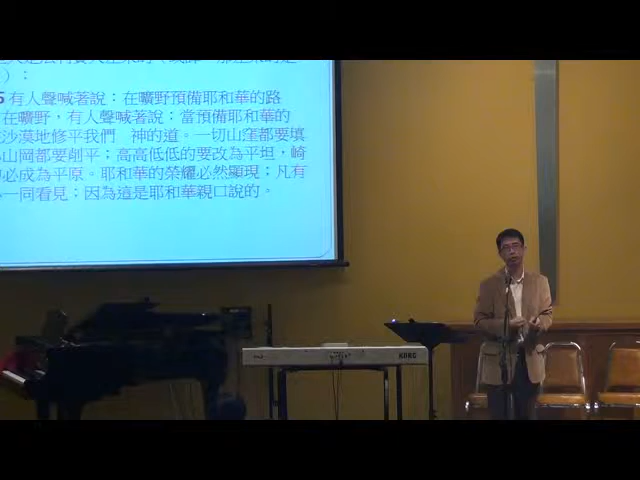 ）：
5 有人聲喊著說：在曠野預備耶和華的路
在曠野，有人聲喊著說：當預備耶和華的
沙漠地修平我們　神的道。一切山窪都要填
山岡都要削平；高高低低的要改為平坦，崎
必成為平原。耶和華的榮耀必然顯現；凡有
一同看見；因為這是耶和華親口說的。
KORG